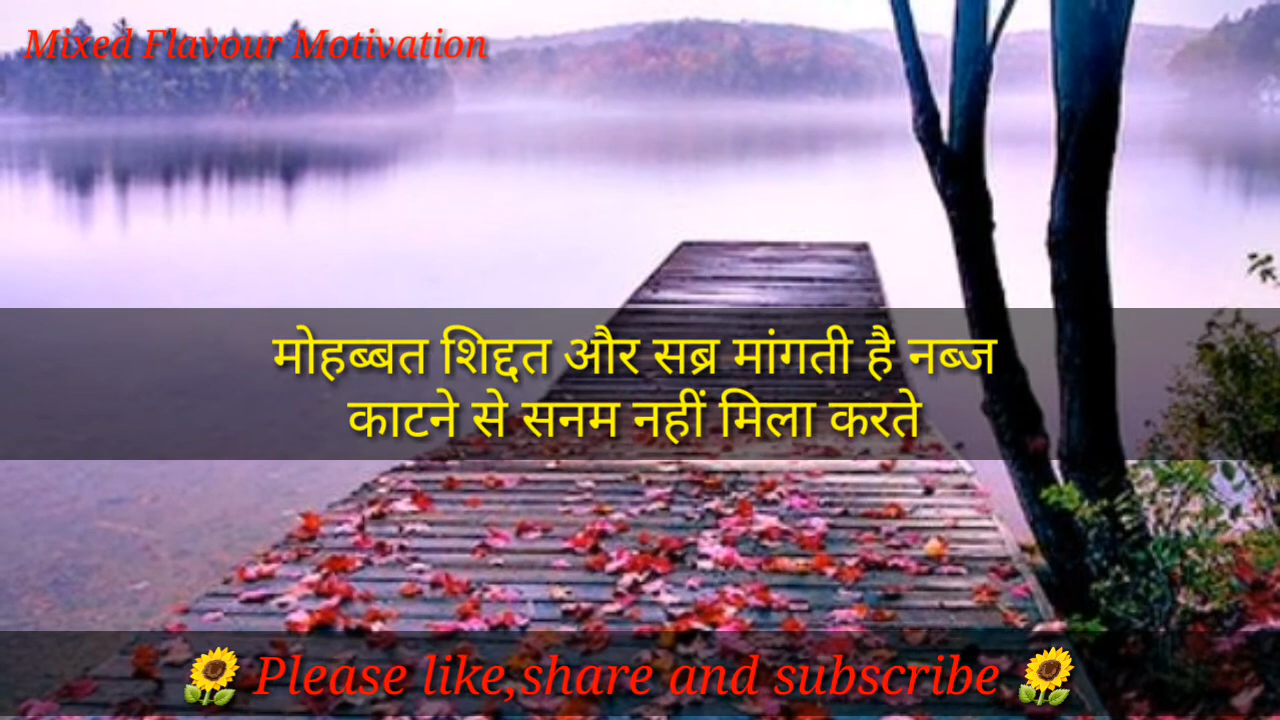 Mixed Flavour Motivation
मोहब्बत शिद्दत और सब्र मांगती है नब्ज
काटने से सनम नहीं मिला करते
🌻 Please like,share and subscribe 🌻